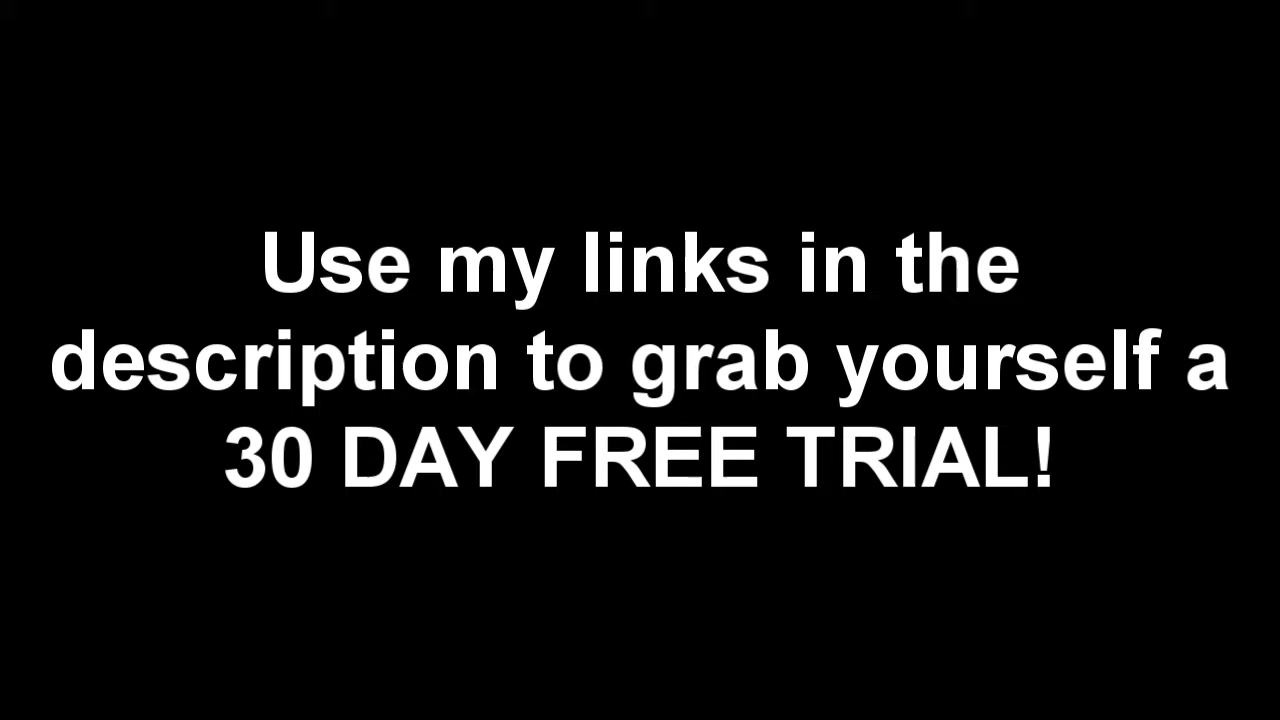 Use my links in the
description to grab yourself a
30 DAY FREE TRIAL!